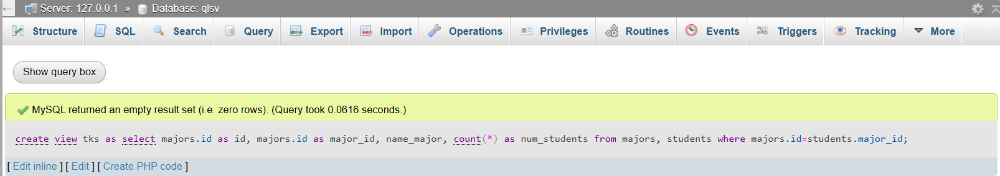 Server: 127.0.0.1 » Database: qlsv
Structure SQL Search Query Export Import Operations Privileges Routines Events Triggers Tracking More
Show query box
MySQL returned an empty result set (i.e. zero rows). (Query took 0.0616 seconds.)
create view tks as select majors.id as id, majors.id as major_id, name_major, count(*) as num_students from majors, students where majors.id=students.major_id;
[ Edit inline ] [ Edit ] [ Create PHP code ]